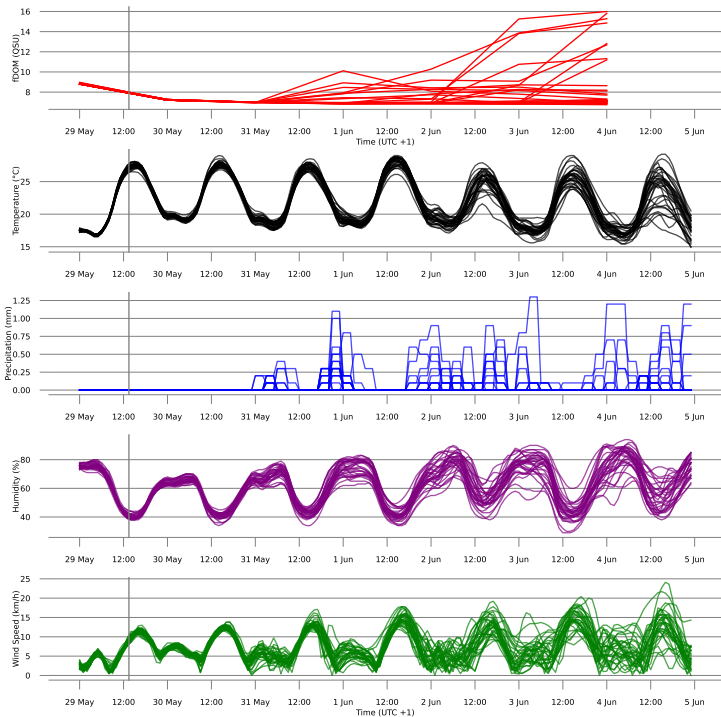 16
14
12
10
8
fDOM (QSU)
29 May 12:00 30 May 12:00 31 May 12:00 1 Jun 12:00 2 Jun 12:00 3 Jun 12:00 4 Jun 12:00 5 Jun
Time (UTC +1)
25
20
15
Temperature (°C)
29 May 12:00 30 May 12:00 31 May 12:00 1 Jun 12:00 2 Jun 12:00 3 Jun 12:00 4 Jun 12:00 5 Jun
1.25
1.00
0.75
0.50
0.25
0.00
Precipitation (mm)
29 May 12:00 30 May 12:00 31 May 12:00 1 Jun 12:00 2 Jun 12:00 3 Jun 12:00 4 Jun 12:00 5 Jun
80
60
40
Humidity (%)
29 May 12:00 30 May 12:00 31 May 12:00 1 Jun 12:00 2 Jun 12:00 3 Jun 12:00 4 Jun 12:00 5 Jun
25
20
15
10
5
0
Wind Speed (km/h)
29 May 12:00 30 May 12:00 31 May 12:00 1 Jun 12:00 2 Jun 12:00 3 Jun 12:00 4 Jun 12:00 5 Jun
Time (UTC +1)